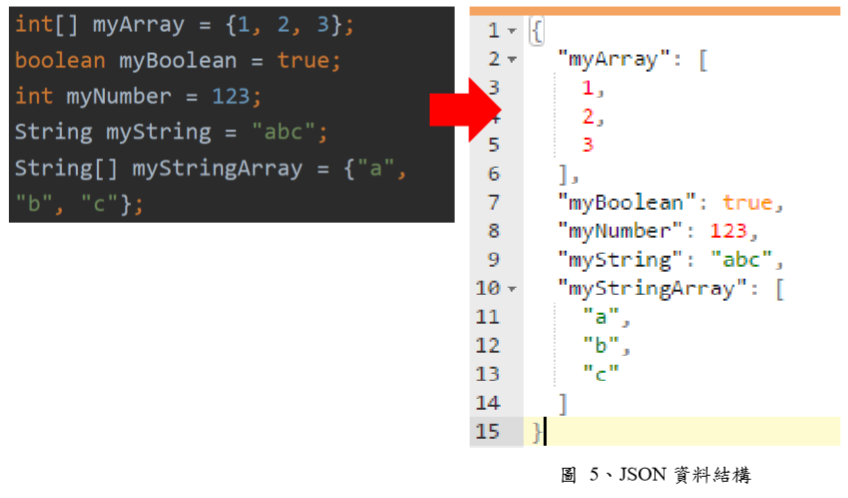 int[] myArray = {1, 2, 3};
boolean myBoolean = true;
int myNumber = 123;
String myString = "abc";
String[] myStringArray = {"a",
"b", "c"};
1 {
2 "myArray": [
3 1,
4 2,
5 3
6 ],
7 "myBoolean": true,
8 "myNumber": 123,
9 "myString": "abc",
10 "myStringArray": [
11 "a",
12 "b",
13 "c"
14 ]
15 }
圖 5、JSON 資料結構